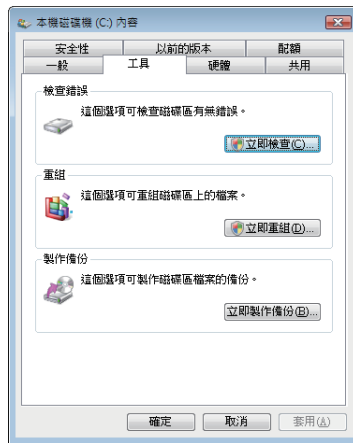 本機磁碟機 (C:) 內容
安全性 以前的版本 配額
一般 工具 硬體 共用
檢查錯誤
這個選項可檢查磁碟區有無錯誤。
立即檢查(C)...
重組
這個選項可重組磁碟區上的檔案。
立即重組(D)...
製作備份
這個選項可製作磁碟區檔案的備份。
立即製作備份(B)...
確定 取消 套用(A)